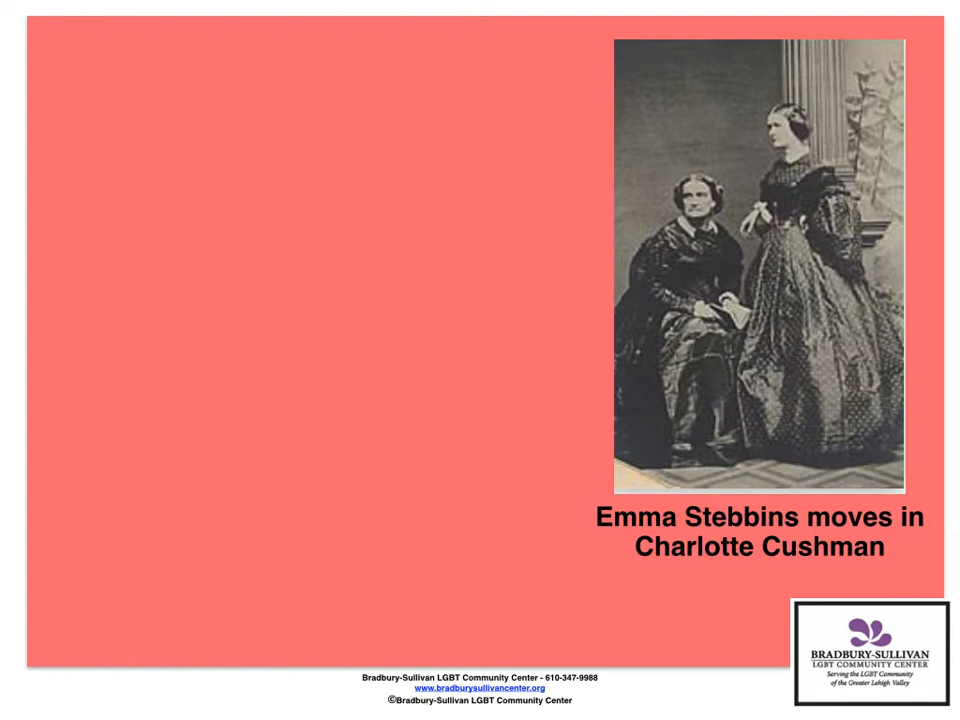 Emma Stebbins moves in
Charlotte Cushman
BRADBURY-SULLIVAN
LGBT COMMUNITY CENTER
Serving the LGBT Community
of the Greater Lehigh Valley
Bradbury-Sullivan LGBT Community Center - 610-347-9988
www.bradburysullivancenter.org
©Bradbury-Sullivan LGBT Community Center